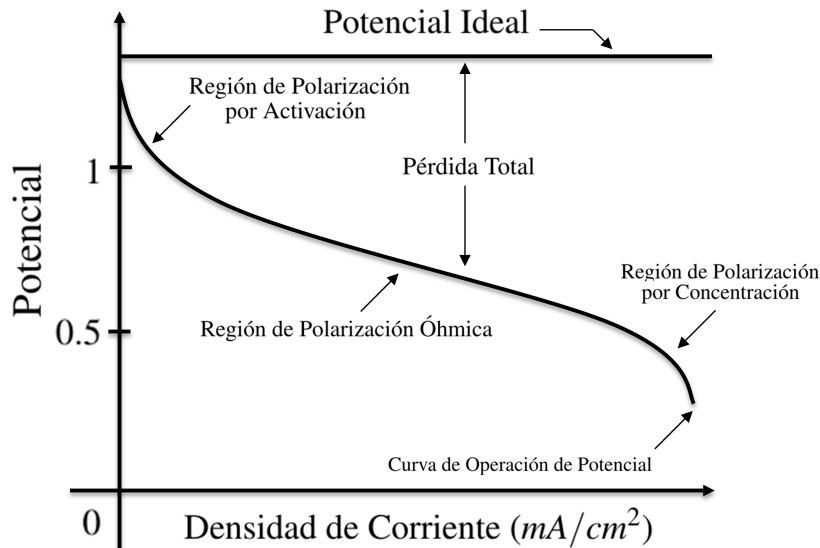 Potencial Ideal
Región de Polarización
por Activación
Pérdida Total
1
Potencial
Región de Polarización
por Concentración
Región de Polarización Óhmica
0.5
Curva de Operación de Potencial
0
Densidad de Corriente (mA/cm²)